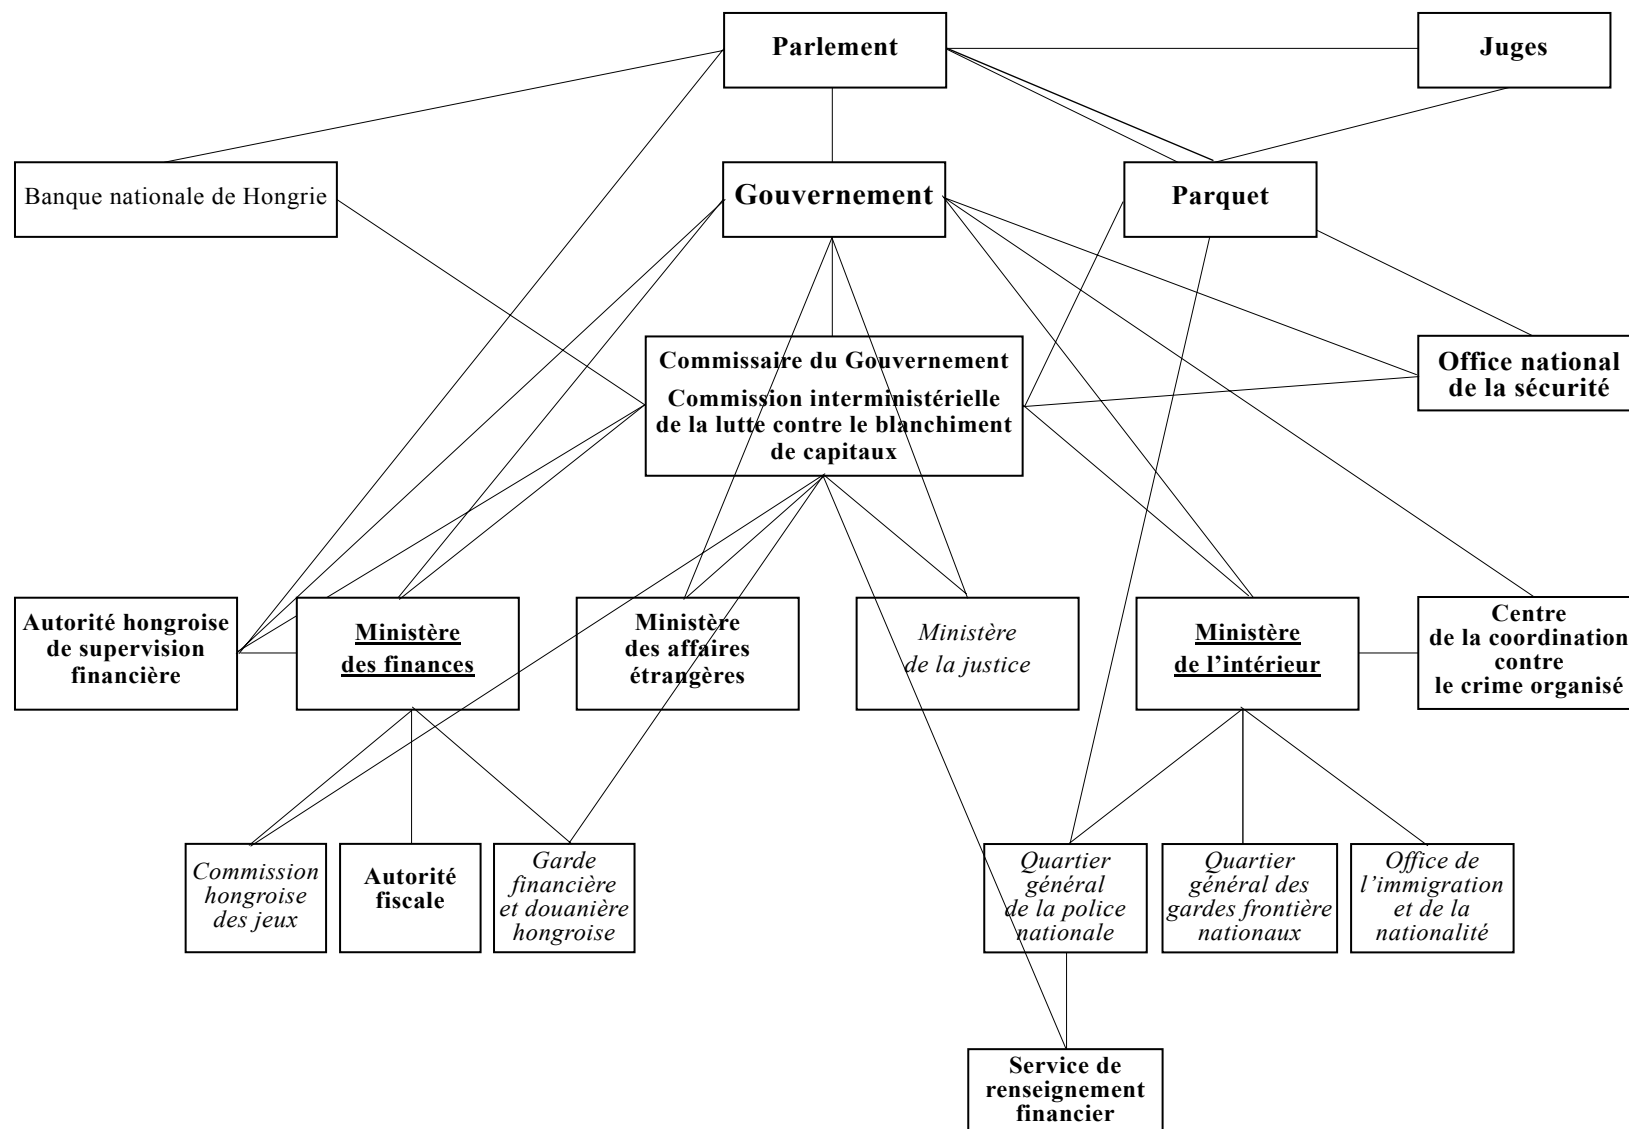 Parlement
Juges
Banque nationale de Hongrie
Gouvernement
Parquet
Commissaire du Gouvernement
Commission interministérielle
de la lutte contre le blanchiment
de capitaux
Office national
de la sécurité
Autorité hongroise
de supervision
financière
Ministère
des finances
Ministère
des affaires
étrangères
Ministère
de la justice
Ministère
de l’intérieur
Centre
de la coordination
contre
le crime organisé
Commission
hongroise
des jeux
Autorité
fiscale
Garde
financière
et douanière
hongroise
Quartier
général
de la police
nationale
Quartier
général des
gardes frontière
nationaux
Office de
l’immigration
et de la
nationalité
Service de
renseignement
financier